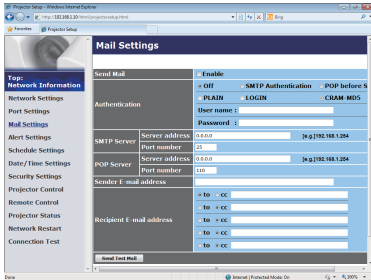 Projector Setup - Windows Internet Explorer
http://192.168.1.10/html/projectorsetup.html
Bing
Favorites Projector Setup
Mail Settings
Top:
Network Information
Network Settings
Port Settings
Mail Settings
Alert Settings
Schedule Settings
Date/Time Settings
Security Settings
Projector Control
Remote Control
Projector Status
Network Restart
Connection Test
Send Mail Enable
Authentication Off SMTP Authentication POP before S
PLAIN LOGIN CRAM-MD5
User name :
Password :
SMTP Server Server address 0.0.0.0 [e.g.]192.168.1.254
Port number 25
POP Server Server address 0.0.0.0 [e.g.]192.168.1.254
Port number 110
Sender E-mail address
Recipient E-mail address
to cc
to cc
to cc
to cc
to cc
Send Test Mail
Done Internet | Protected Mode: On 100%